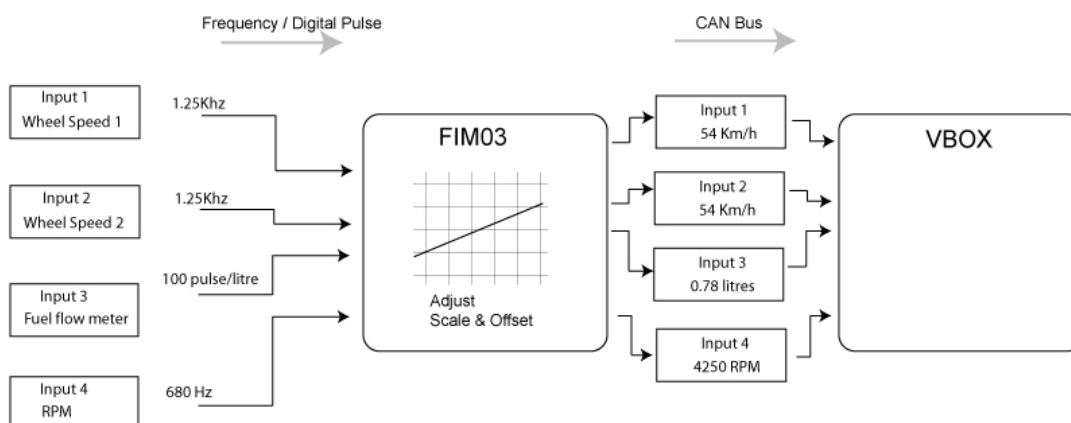 Frequency / Digital Pulse
CAN Bus
Input 1
Wheel Speed 1
1.25Khz
Input 2
Wheel Speed 2
1.25Khz
Input 3
Fuel flow meter
100 pulse/litre
Input 4
RPM
680 Hz
FIM03
Adjust
Scale & Offset
Input 1
54 Km/h
Input 2
54 Km/h
Input 3
0.78 litres
Input 4
4250 RPM
VBOX